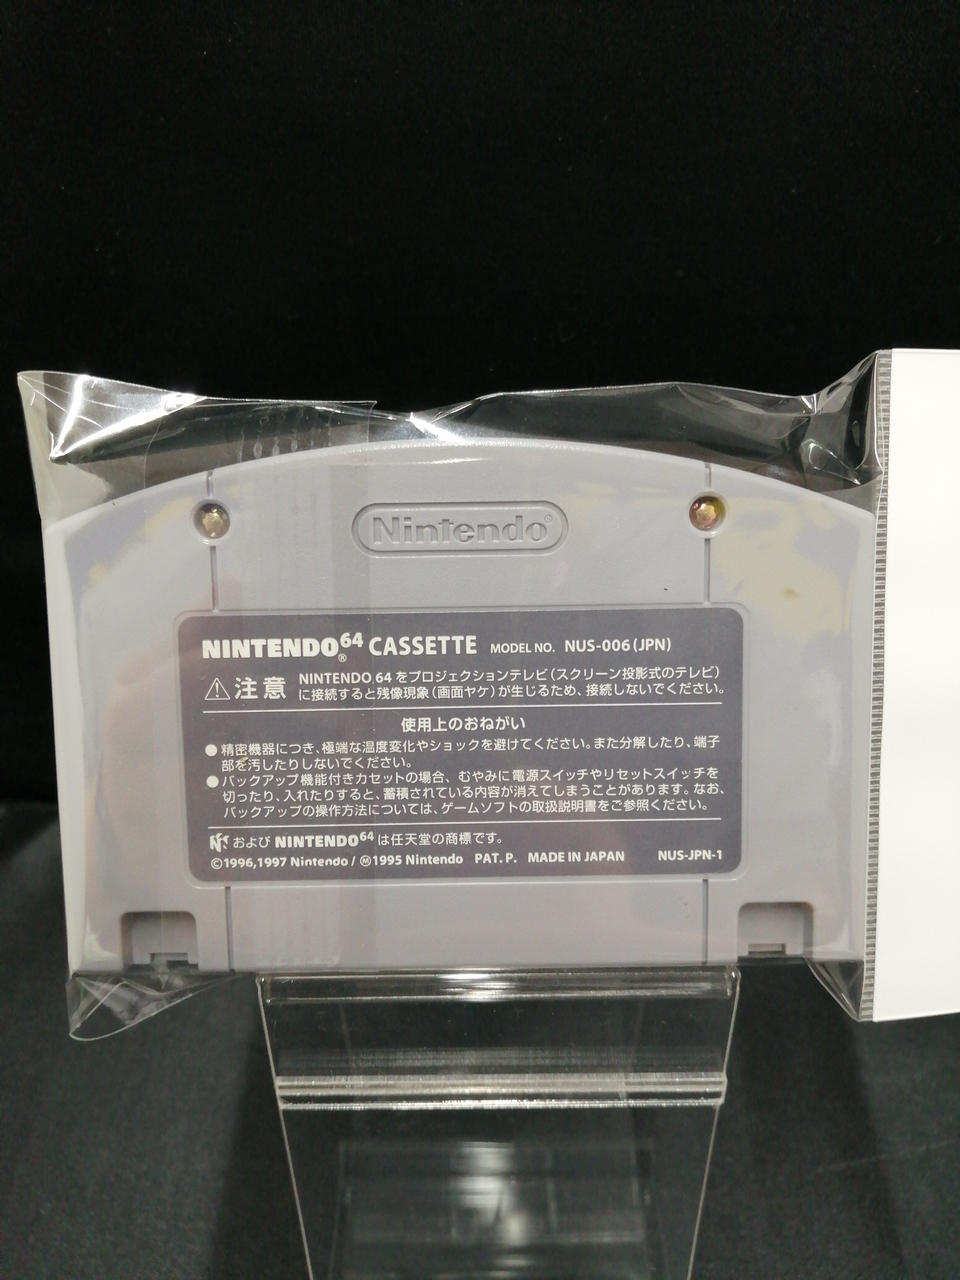 Nintendo®
NINTENDO64® CASSETTE MODEL NO. NUS-006(JPN)
⚠注意 NINTENDO 64 をプロジェクションテレビ(スクリーン投影式のテレビ)
に接続すると残像現象(画面ヤケ)が生じるため、接続しないでください。
使用上のおねがい
●精密機器につき、極端な温度変化やショックを避けてください。また分解したり、端子
部を汚したりしないでください。
●バックアップ機能付きカセットの場合、むやみに電源スイッチやリセットスイッチを
切ったり、入れたりすると、蓄積されている内容が消えてしまうことがあります。なお、
バックアップの操作方法については、ゲームソフトの取扱説明書をご参照ください。
および NINTENDO64 は任天堂の商標です。
©1996,1997 Nintendo / Ⓜ1995 Nintendo PAT. P. MADE IN JAPAN NUS-JPN-1